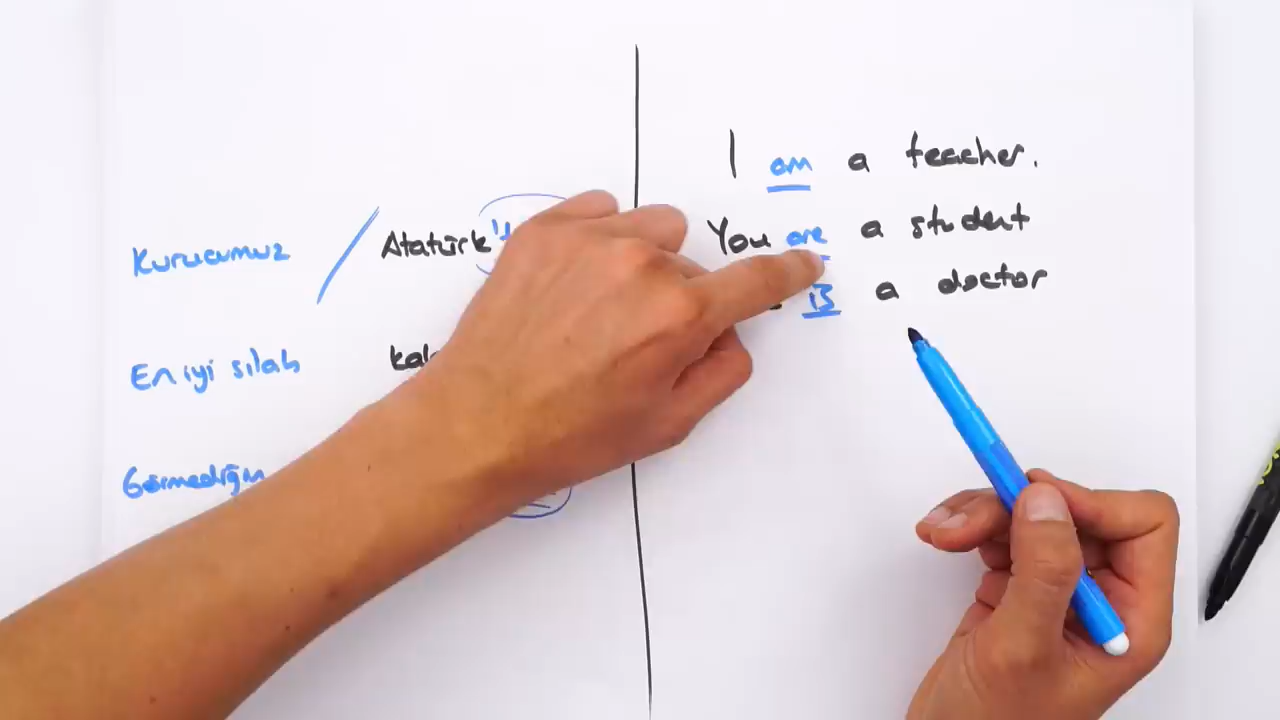 Kurucumuz / Atatürk't
En iyi silah
Görmediğin
I am a teacher.
You are a student
is a doctor